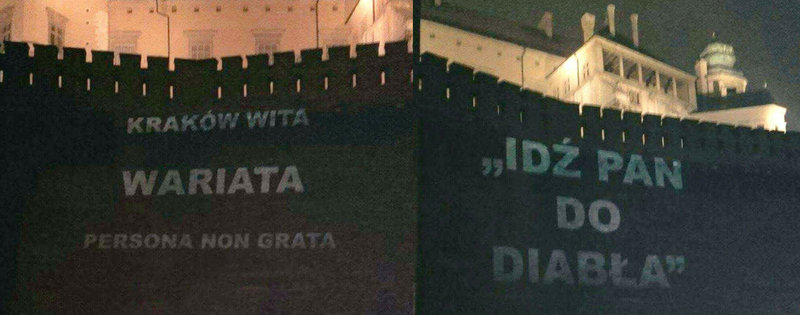 KRAKÓW WITA
WARIATA
PERSONA NON GRATA
„IDŹ PAN
DO
DIABŁA”